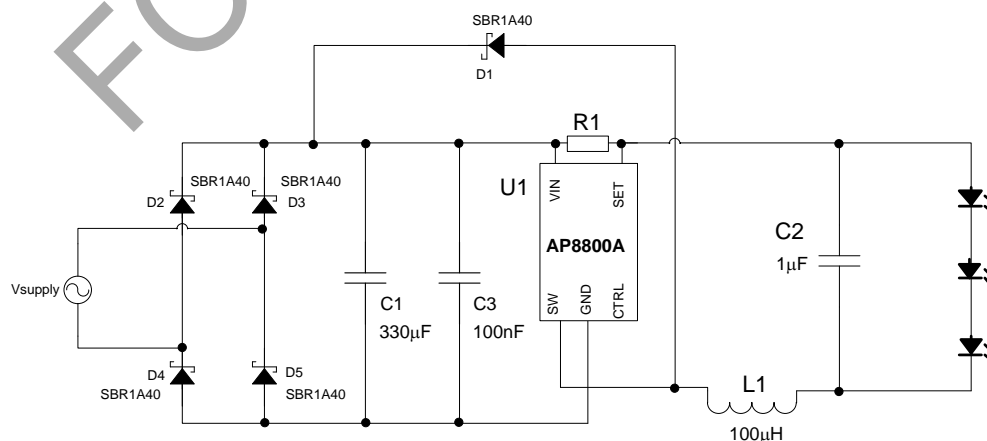 FO
SBR1A40
D1
R1
U1
VIN
SET
AP8800A
SW
GND
CTRL
SBR1A40
D2
SBR1A40
D3
Vsupply
D4
SBR1A40
D5
SBR1A40
C1
330μF
C3
100nF
C2
1μF
L1
100μH